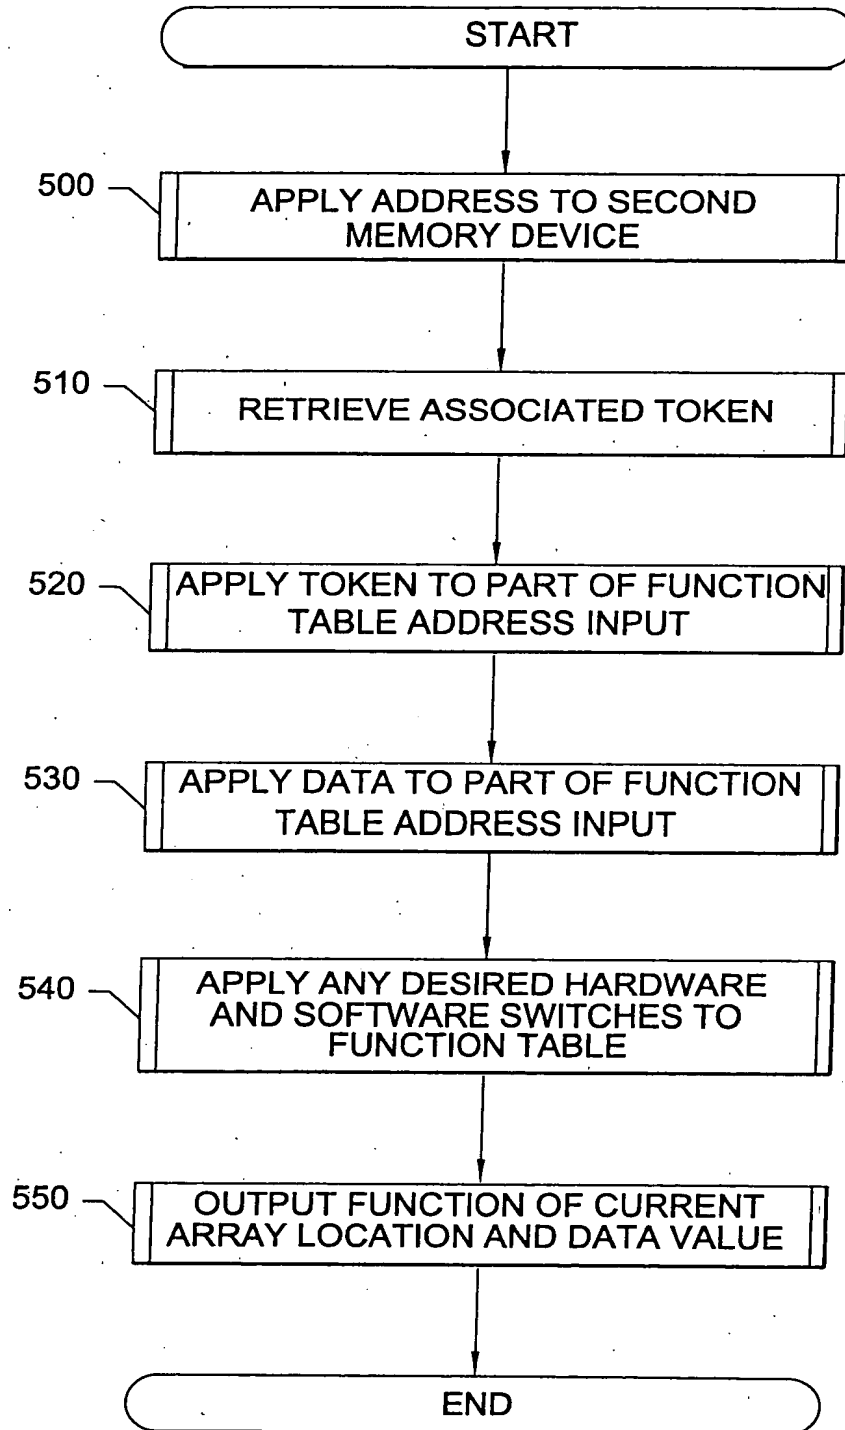 START
500
APPLY ADDRESS TO SECOND
MEMORY DEVICE
510
RETRIEVE ASSOCIATED TOKEN
520
APPLY TOKEN TO PART OF FUNCTION
TABLE ADDRESS INPUT
530
APPLY DATA TO PART OF FUNCTION
TABLE ADDRESS INPUT
540
APPLY ANY DESIRED HARDWARE
AND SOFTWARE SWITCHES TO
FUNCTION TABLE
550
OUTPUT FUNCTION OF CURRENT
ARRAY LOCATION AND DATA VALUE
END